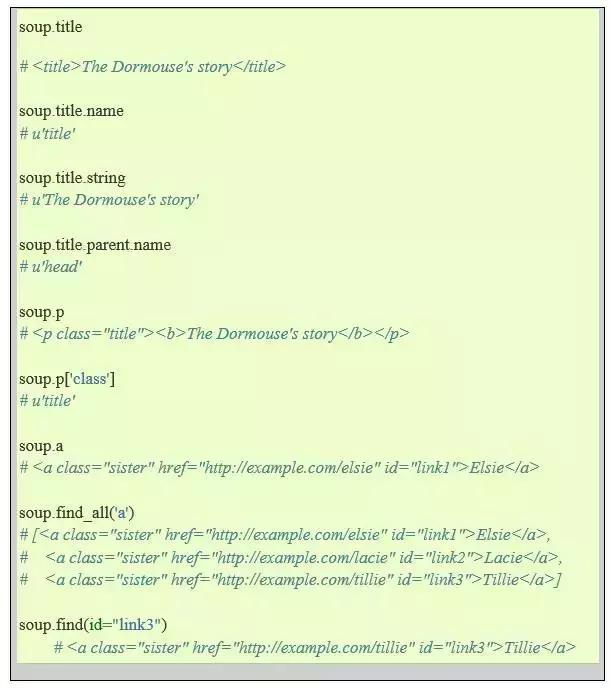 soup.title
# <title>The Dormouse's story</title>
soup.title.name
# u'title'
soup.title.string
# u'The Dormouse's story'
soup.title.parent.name
# u'head'
soup.p
# <p class="title"><b>The Dormouse's story</b></p>
soup.p['class']
# u'title'
soup.a
# <a class="sister" href="http://example.com/elsie" id="link1">Elsie</a>
soup.find_all('a')
# [<a class="sister" href="http://example.com/elsie" id="link1">Elsie</a>,
#    <a class="sister" href="http://example.com/lacie" id="link2">Lacie</a>,
#    <a class="sister" href="http://example.com/tillie" id="link3">Tillie</a>]
soup.find(id="link3")
# <a class="sister" href="http://example.com/tillie" id="link3">Tillie</a>